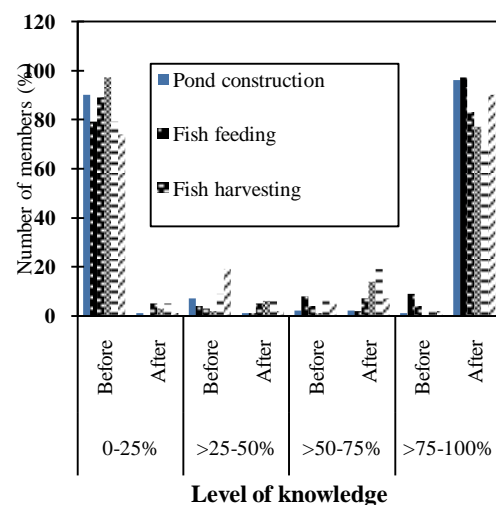 120
100
80
60
40
20
0
Number of members (%)
Pond construction
Fish feeding
Fish harvesting
Before After Before After Before After Before After
0-25% >25-50% >50-75% >75-100%
Level of knowledge